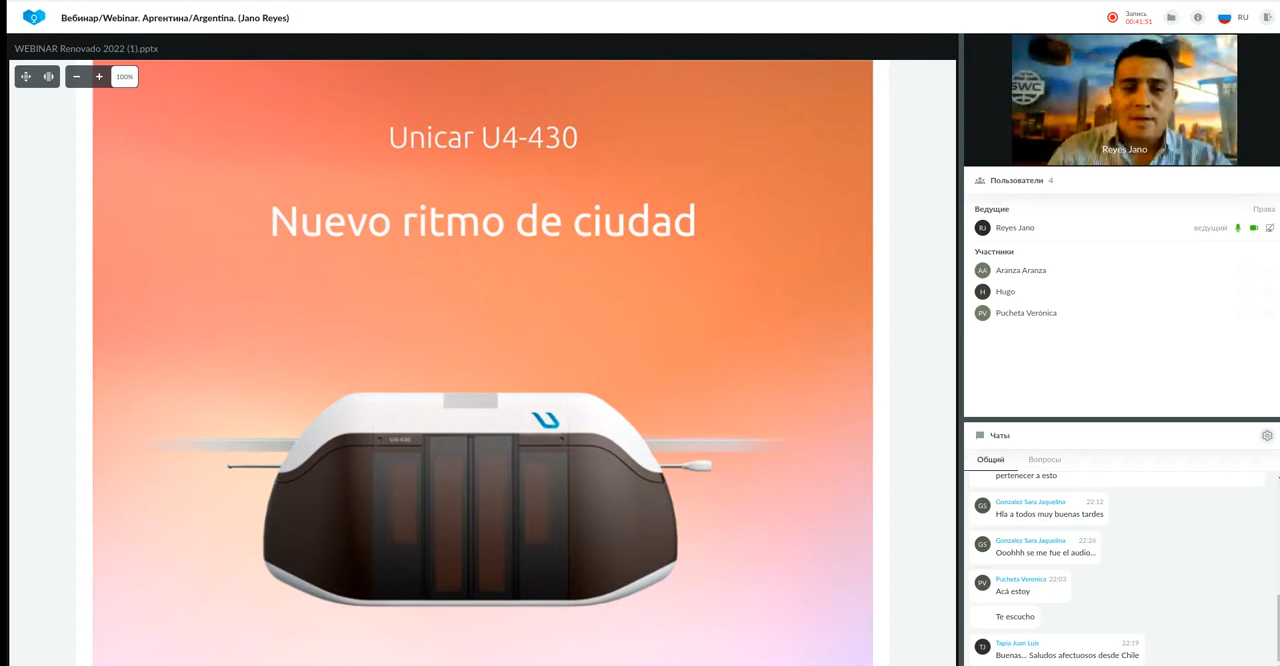 Вебинар/Webinar. Аргентина/Argentina. (Jano Reyes)
Запись
00:41:51
RU
WEBINAR Renovado 2022 (1).pptx
100%
Unicar U4-430
Nuevo ritmo de ciudad
U4-430
SWC
Reyes Jano
Пользователи 4
Ведущие
Права
RJ
Reyes Jano
ведущий
Участники
AA
Aranza Aranza
H
Hugo
PV
Pucheta Verónica
Чаты
Общий
Вопросы
pertenecer a esto
GS
Gonzalez Sara Jaquelina 22:12
Hla a todos muy buenas tardes
GS
Gonzalez Sara Jaquelina 22:26
Ooohhh se me fue el audio...
PV
Pucheta Veronica 22:03
Acá estoy
Te escucho
TJ
Tapia Juan Luis 22:19
Buenas... Saludos afectuosos desde Chile